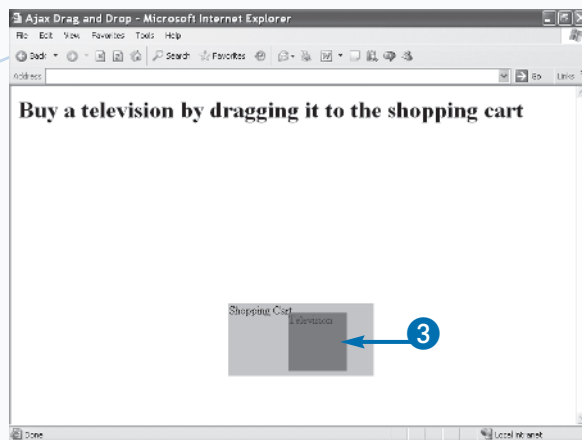 Ajax Drag and Drop - Microsoft Internet Explorer
File Edit View Favorites Tools Help
Back Search Favorites
Address Go Links
Buy a television by dragging it to the shopping cart
Shopping Cart
Television
3
Done Local intranet